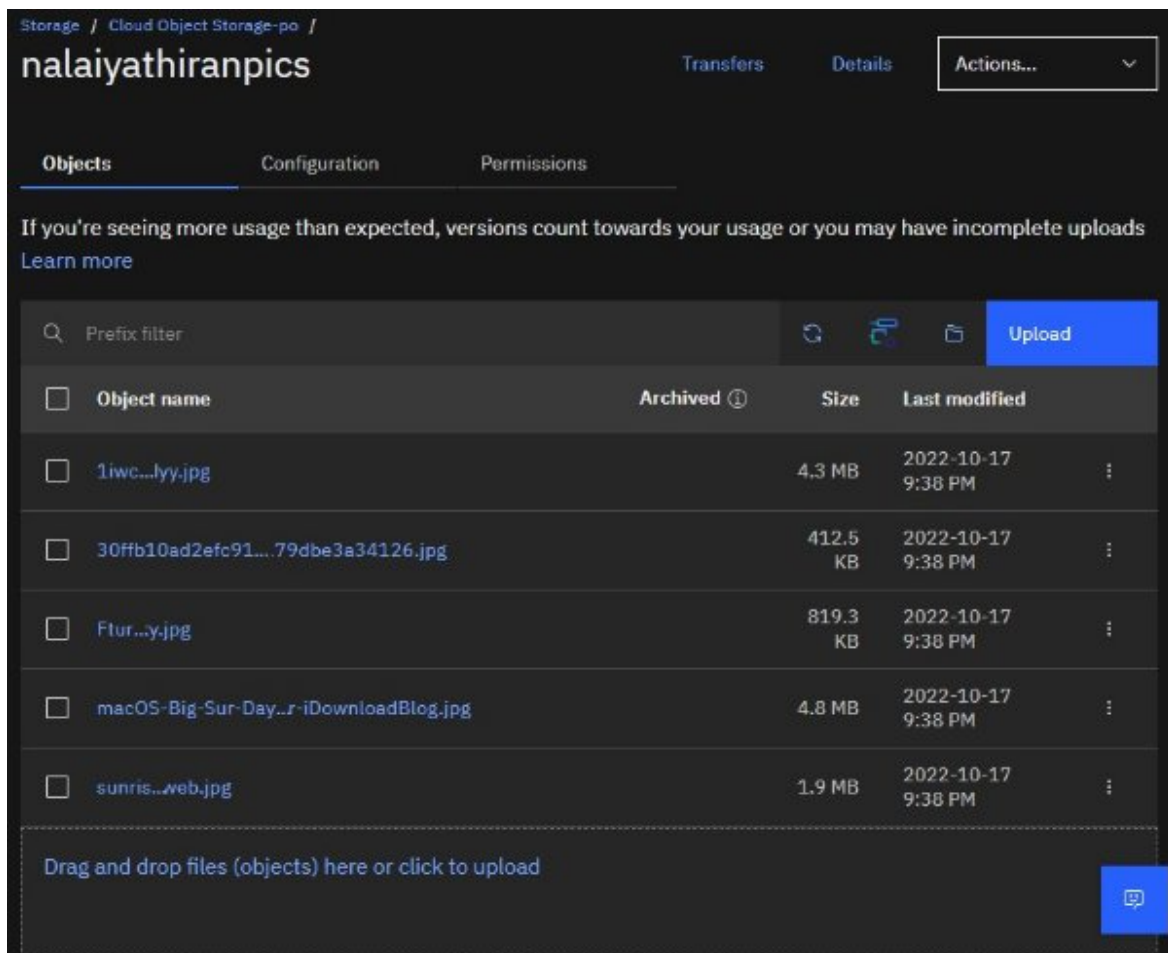 Storage / Cloud Object Storage-po /
nalaiyathiranpics
Transfers Details Actions...
Objects Configuration Permissions
If you're seeing more usage than expected, versions count towards your usage or you may have incomplete uploads
Learn more
Prefix filter Upload
Object name Archived Size Last modified
1iwc...lyy.jpg 4.3 MB 2022-10-17
9:38 PM
30ffb10ad2efc91....79dbe3a34126.jpg 412.5 2022-10-17
KB 9:38 PM
Ftur...y.jpg 819.3 2022-10-17
KB 9:38 PM
macOS-Big-Sur-Day...r-iDownloadBlog.jpg 4.8 MB 2022-10-17
9:38 PM
sunris...web.jpg 1.9 MB 2022-10-17
9:38 PM
Drag and drop files (objects) here or click to upload